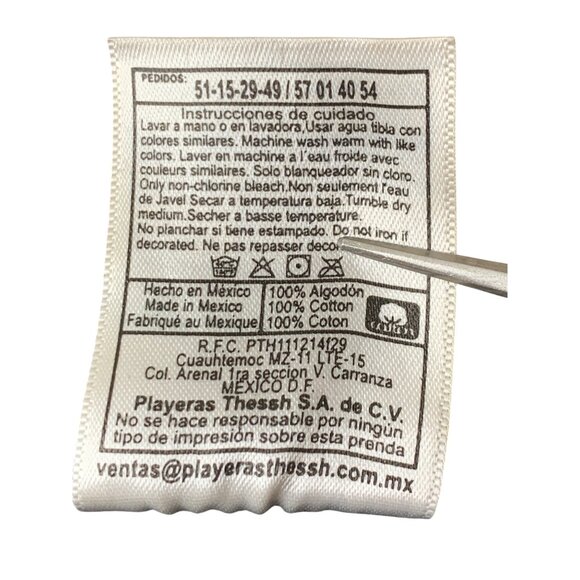 PEDIDOS: 51-15-29-49 / 57 01 40 54
Instrucciones de cuidado
Lavar a mano o en lavadora.Usar agua tibia con
colores similares. Machine wash warm with like
colors. Laver en machine a l'eau froide avec
couleurs similaires. Solo blanqueador sin cloro.
Only non-chlorine bleach.Non seulement l'eau
de Javel Secar a temperatura baja.Tumble dry
medium.Secher a basse temperature.
No planchar si tiene estampado. Do not iron if
decorated. Ne pas repasser
Hecho en México 100% Algodón
Made in Mexico 100% Cotton
Fabriqué au Mexique 100% Coton
R.F.C. PTH111214f29
Cuauhtemoc MZ-11 LTE-15
Col. Arenal 1ra seccion V. Carranza
MÉXICO D.F.
Playeras Thessh S.A. de C.V.
No se hace responsable por ningún
tipo de impresión sobre esta prenda
ventas@playerasthessh.com.mx